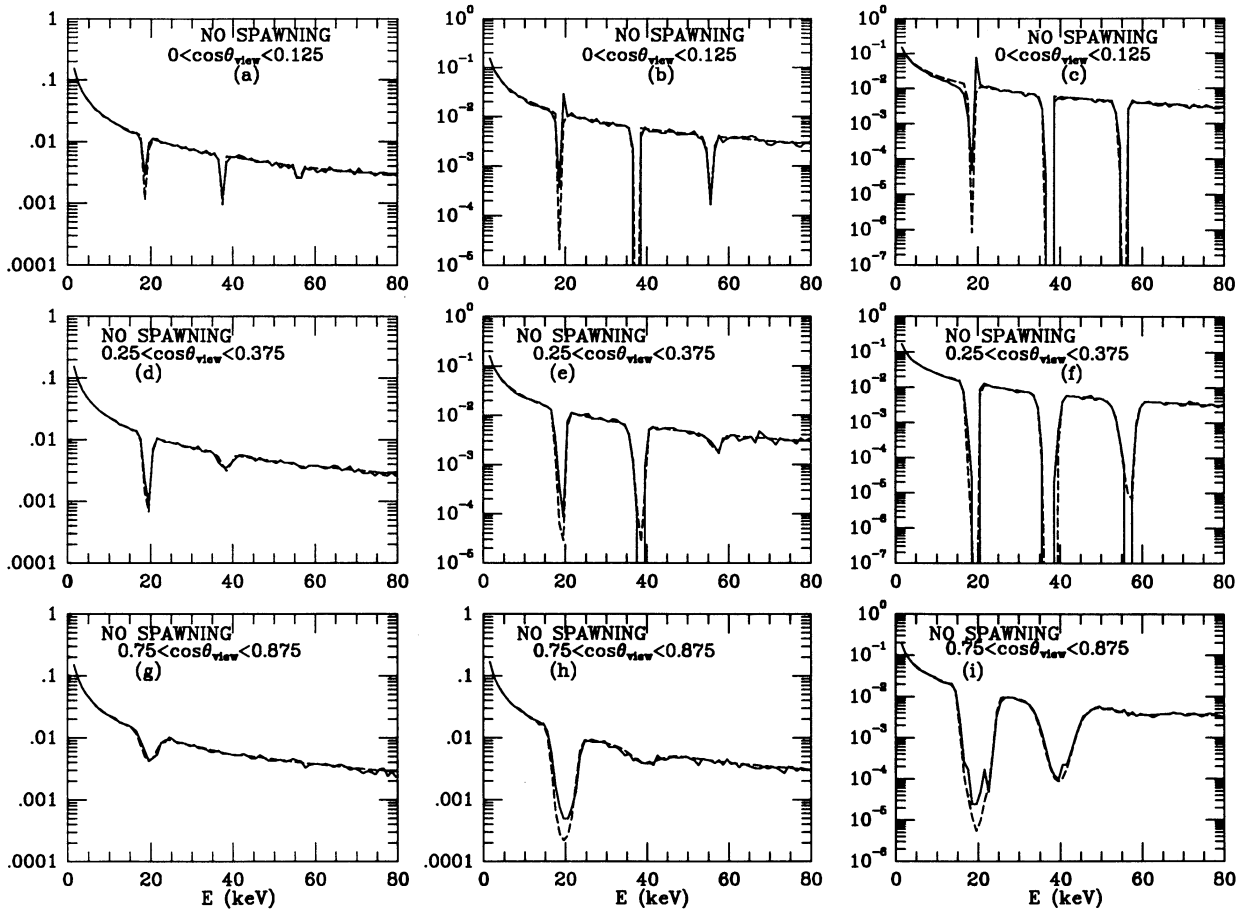 NO SPAWNING
0<cosθview<0.125
(a)
1
.1
.01
.001
.0001
0 20 40 60 80
NO SPAWNING
0<cosθview<0.125
(b)
10^0
10^-1
10^-2
10^-3
10^-4
10^-5
0 20 40 60 80
NO SPAWNING
0<cosθview<0.125
(c)
10^0
10^-1
10^-2
10^-3
10^-4
10^-5
10^-6
10^-7
0 20 40 60 80
NO SPAWNING
0.25<cosθview<0.375
(d)
1
.1
.01
.001
.0001
0 20 40 60 80
NO SPAWNING
0.25<cosθview<0.375
(e)
10^0
10^-1
10^-2
10^-3
10^-4
10^-5
0 20 40 60 80
NO SPAWNING
0.25<cosθview<0.375
(f)
10^0
10^-1
10^-2
10^-3
10^-4
10^-5
10^-6
10^-7
0 20 40 60 80
NO SPAWNING
0.75<cosθview<0.875
(g)
1
.1
.01
.001
.0001
0 20 40 60 80
E (keV)
NO SPAWNING
0.75<cosθview<0.875
(h)
1
.1
.01
.001
.0001
0 20 40 60 80
E (keV)
NO SPAWNING
0.75<cosθview<0.875
(i)
10^0
10^-1
10^-2
10^-3
10^-4
10^-5
10^-6
0 20 40 60 80
E (keV)